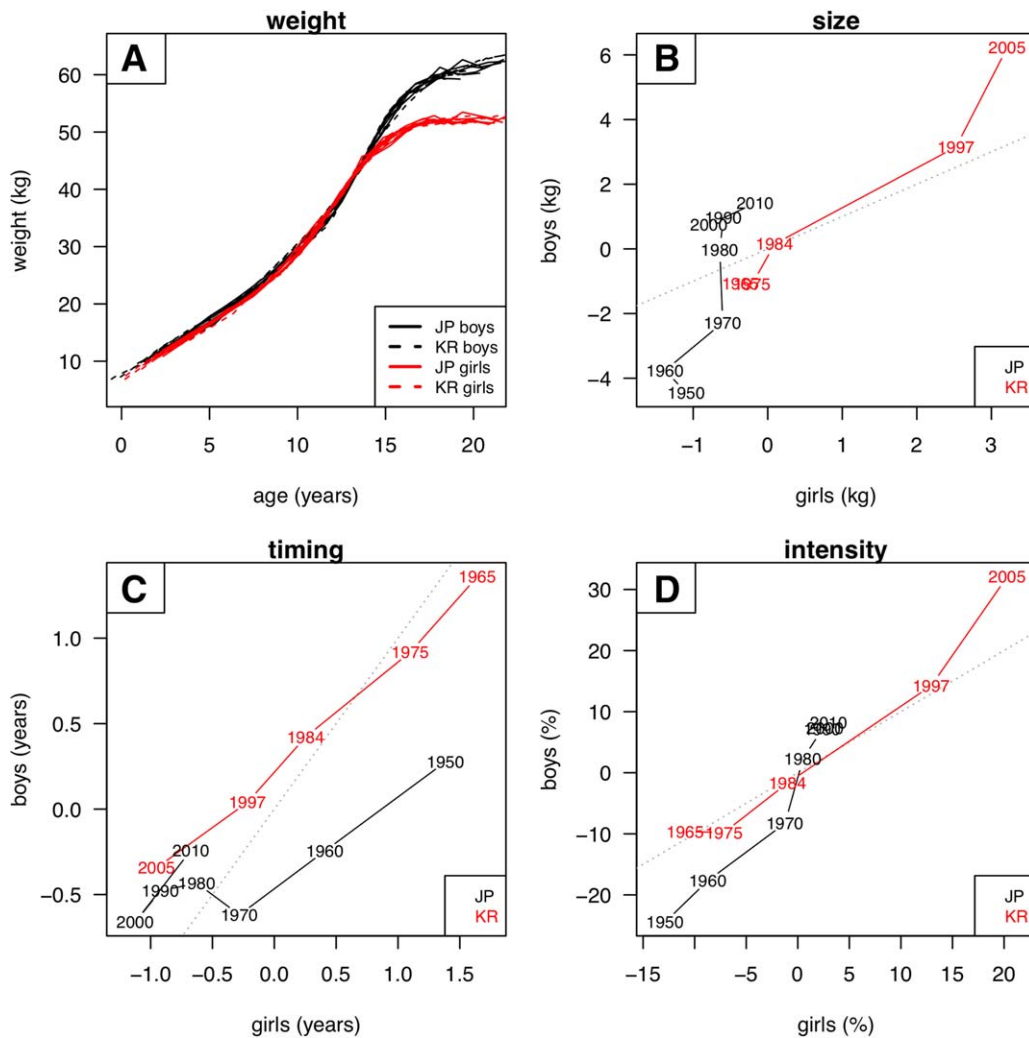 weight
A
weight (kg)
60
50
40
30
20
10
JP boys
KR boys
JP girls
KR girls
0 5 10 15 20
age (years)
size
B
boys (kg)
6
4
2
0
−2
−4
2005
1997
2010
1990
2000
1984
1980
1965
1975
1970
1960
1950
JP
KR
−1 0 1 2 3
girls (kg)
timing
C
boys (years)
1.0
0.5
0.0
−0.5
1965
1975
1984
1950
1997
2010
1960
2005
1990
1980
1970
2000
JP
KR
−1.0 −0.5 0.0 0.5 1.0 1.5
girls (years)
intensity
D
boys (%)
30
20
10
0
−10
−20
2005
1997
2010
2000
1990
1980
1984
1970
1965
1975
1960
1950
JP
KR
−15 −5 0 5 10 15 20
girls (%)